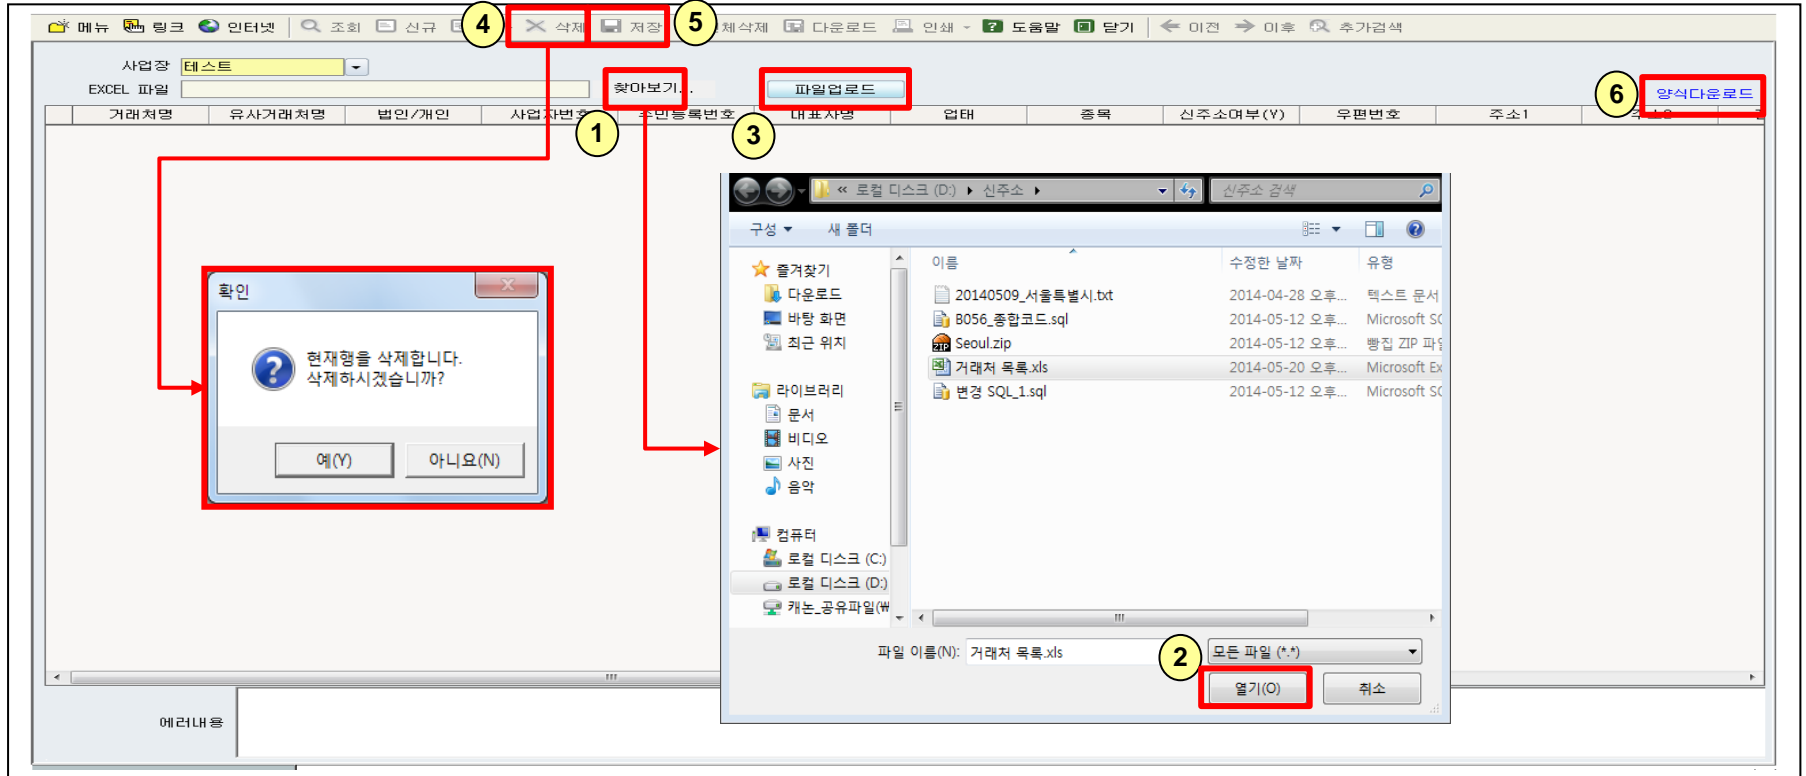 메뉴 링크 인터넷 조회 신규 4 삭제 저장 5 체삭제 다운로드 인쇄 도움말 닫기 이전 이후 추가검색
사업장 테스트
EXCEL 파일 찾아보기... 파일업로드 6 양식다운로드
거래처명 유사거래처명 법인/개인 사업자번호 주민등록번호 대표자명 업태 종목 신주소여부(Y) 우편번호 주소1
1 3
« 로컬 디스크 (D:) 신주소 신주소 검색
구성 새 폴더
이름 수정한 날짜 유형
즐겨찾기
다운로드 20140509_서울특별시.txt 2014-04-28 오후... 텍스트 문서
바탕 화면 B056_종합코드.sql 2014-05-12 오후... Microsoft
최근 위치 Seoul.zip 2014-05-12 오후... 빵집 ZIP
거래처 목록.xls 2014-05-20 오후... Microsoft
라이브러리 변경 SQL_1.sql 2014-05-12 오후... Microsoft
문서
비디오
사진
음악
컴퓨터
로컬 디스크 (C:)
로컬 디스크 (D:)
캐논_공유파일(₩
파일 이름(N): 거래처 목록.xls 2 모든 파일 (*.*)
열기(O) 취소
확인
현재행을 삭제합니다.
삭제하시겠습니까?
예(Y) 아니요(N)
에러내용